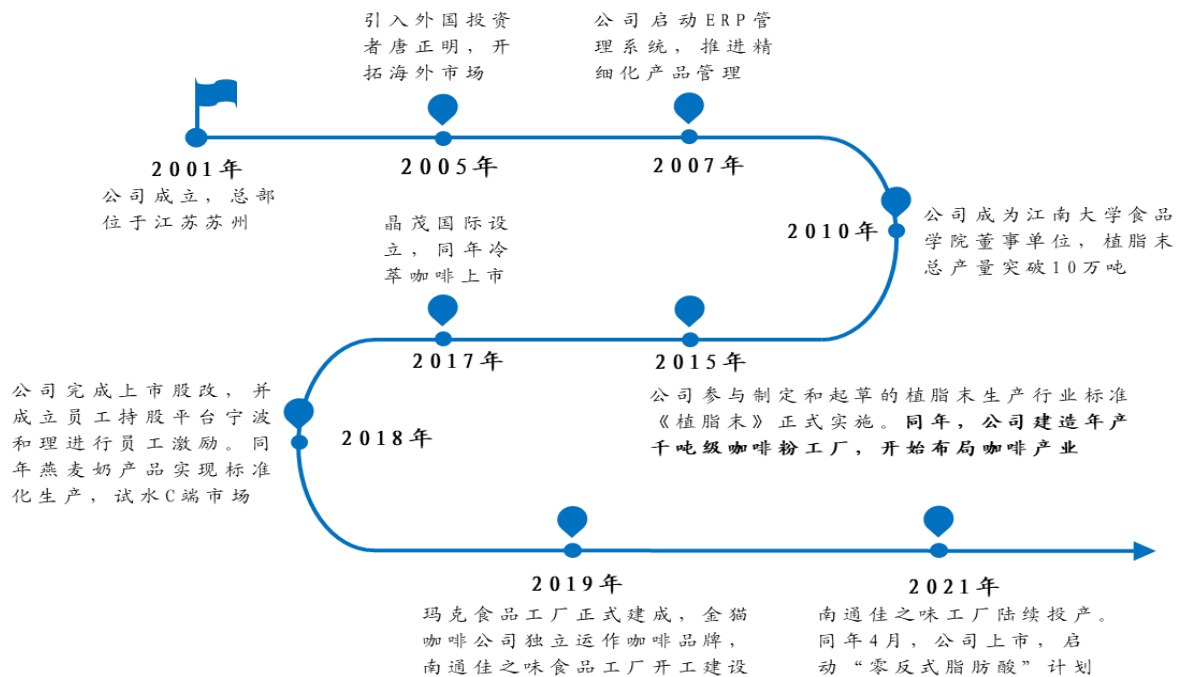 引入外国投资
者唐正明，开
拓海外市场
公司启动ERP管
理系统，推进精
细化产品管理
2001年
公司成立，总部
位于江苏苏州
2005年
2007年
2010年
公司成为江南大学食品
学院董事单位，植脂末
总产量突破10万吨
晶茂国际设
立，同年冷
萃咖啡上市
2017年
2015年
公司参与制定和起草的植脂末生产行业标准
《植脂末》正式实施。同年，公司建造年产
千吨级咖啡粉工厂，开始布局咖啡产业
公司完成上市股改，并
成立员工持股平台宁波
和理进行员工激励。同
年燕麦奶产品实现标准
化生产，试水C端市场
2018年
2019年
玛克食品工厂正式建成，金猫
咖啡公司独立运作咖啡品牌，
南通佳之味食品工厂开工建设
2021年
南通佳之味工厂陆续投产。
同年4月，公司上市，启
动“零反式脂肪酸”计划